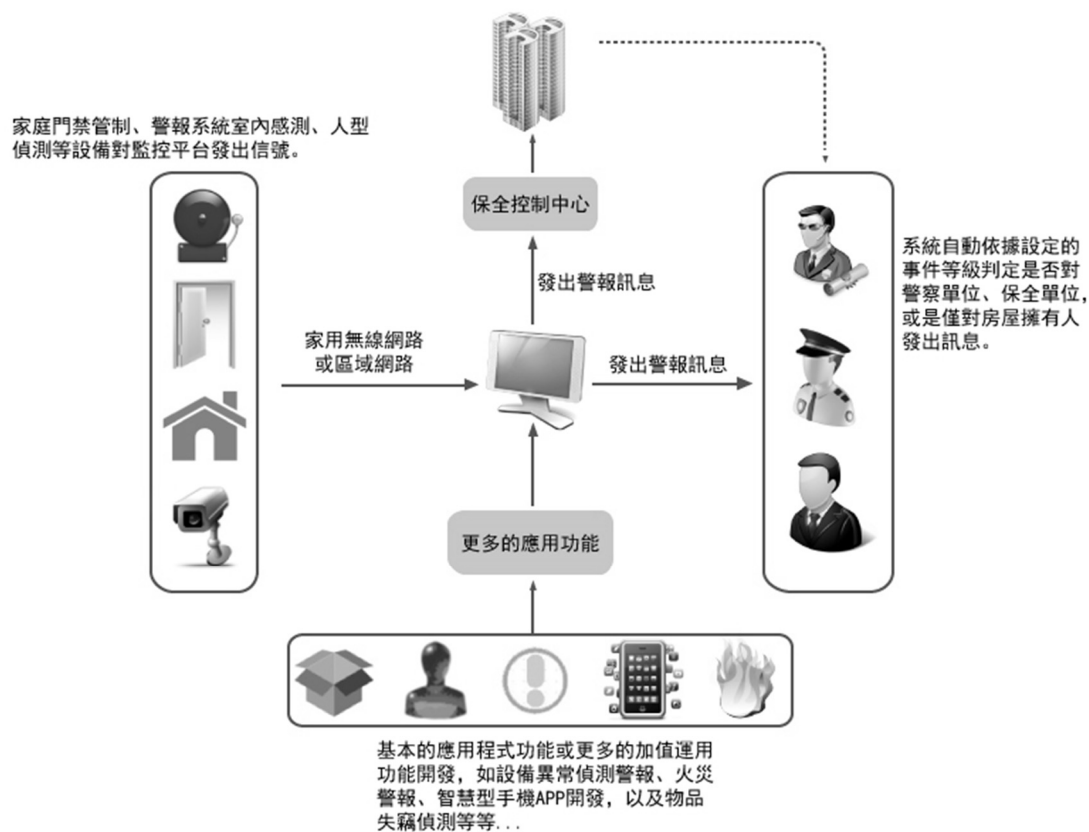 家庭門禁管制、警報系統室內感測、人型
偵測等設備對監控平台發出信號。
保全控制中心
發出警報訊息
家用無線網路
或區域網路
發出警報訊息
系統自動依據設定的
事件等級判定是否對
警察單位、保全單位,
或是僅對房屋擁有人
發出訊息。
更多的應用功能
基本的應用程式功能或更多的加值運用
功能開發, 如設備異常偵測警報、火災
警報、智慧型手機APP開發, 以及物品
失竊偵測等等...